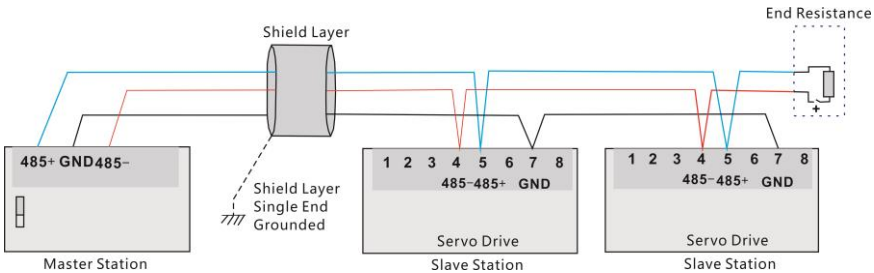 End Resistance
Shield Layer
+
485+ GND 485-
1 2 3 4 5 6 7 8
485- 485+ GND
1 2 3 4 5 6 7 8
485- 485+ GND
Shield Layer
Single End
Grounded
Servo Drive
Servo Drive
Master Station
Slave Station
Slave Station